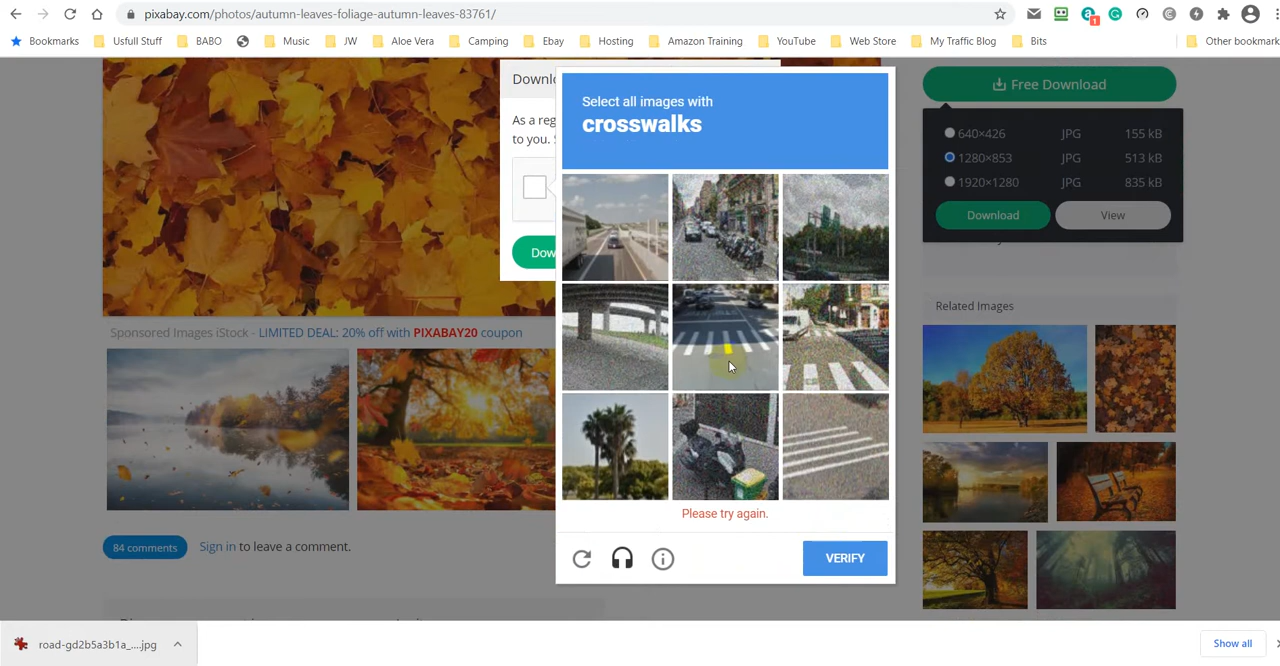 pixabay.com/photos/autumn-leaves-foliage-autumn-leaves-83761/
1
Bookmarks
Usfull Stuff
BABO
Music
JW
Aloe Vera
Camping
Ebay
Hosting
Amazon Training
YouTube
Web Store
My Traffic Blog
Bits
Other bookmark
Free Download
640×426 JPG 155 kB
1280×853 JPG 513 kB
1920×1280 JPG 835 kB
Download View
Downlo
As a reg
to you.
Dow
Select all images with
crosswalks
Please try again.
VERIFY
Sponsored Images iStock - LIMITED DEAL: 20% off with PIXABAY20 coupon
84 comments Sign in to leave a comment.
Related Images
road-gd2b5a3b1a_....jpg
Show all